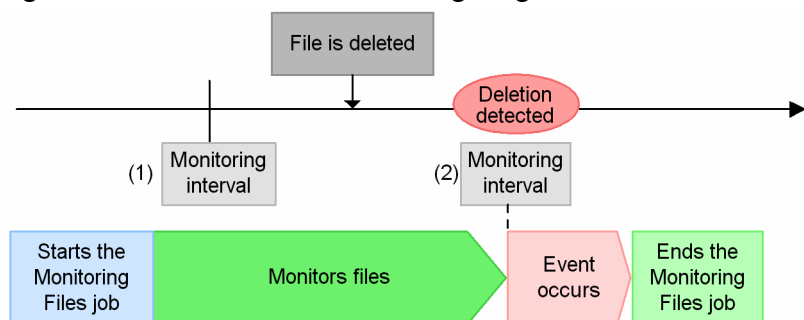 File is deleted
Deletion
detected
(1)
Monitoring
interval
(2)
Monitoring
interval
Starts the
Monitoring
Files job
Monitors files
Event
occurs
Ends the
Monitoring
Files job